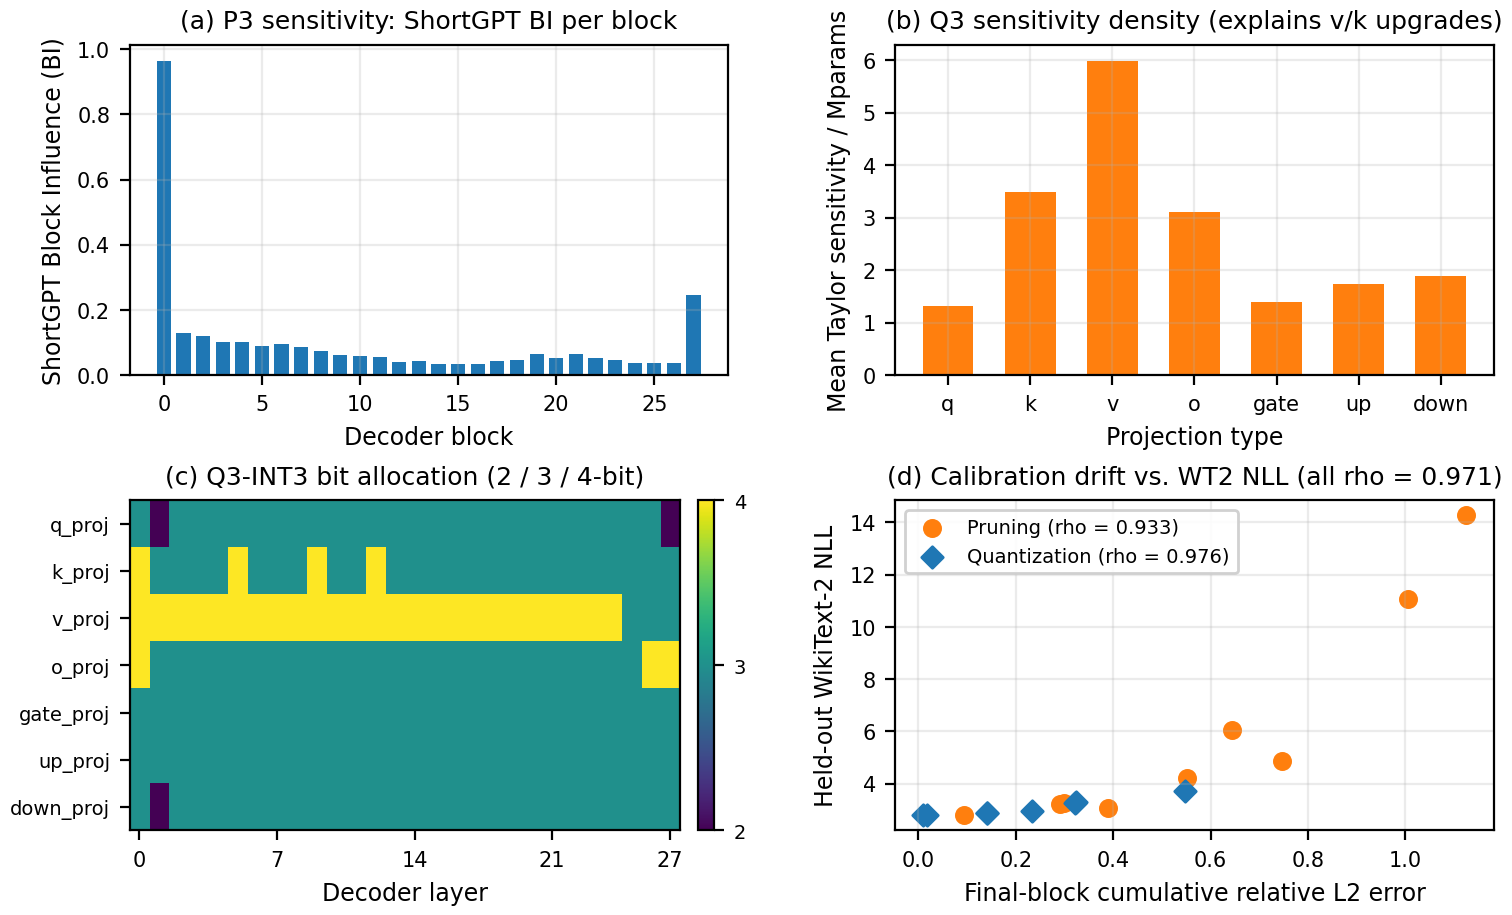 (a) P3 sensitivity: ShortGPT BI per block
ShortGPT Block Influence (BI)
1.0
0.8
0.6
0.4
0.2
0.0
0 5 10 15 20 25
Decoder block
(b) Q3 sensitivity density (explains v/k upgrades)
Mean Taylor sensitivity / Mparams
6
5
4
3
2
1
0
q k v o gate up down
Projection type
(c) Q3-INT3 bit allocation (2 / 3 / 4-bit)
q_proj
k_proj
v_proj
o_proj
gate_proj
up_proj
down_proj
0 7 14 21 27
Decoder layer
4
3
2
(d) Calibration drift vs. WT2 NLL (all rho = 0.971)
Held-out WikiText-2 NLL
14
12
10
8
6
4
Pruning (rho = 0.933)
Quantization (rho = 0.976)
0.0 0.2 0.4 0.6 0.8 1.0
Final-block cumulative relative L2 error